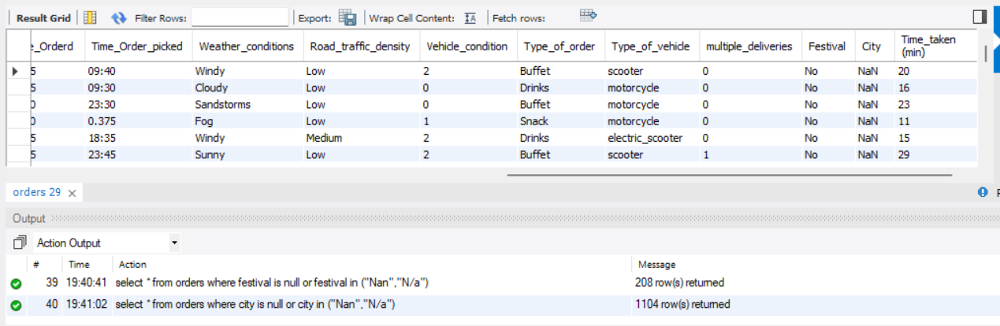 Result Grid Filter Rows: Export: Wrap Cell Content: IA Fetch rows:
e_Orderd Time_Order_picked Weather_conditions Road_traffic_density Vehicle_condition Type_of_order Type_of_vehicle multiple_deliveries Festival City Time_taken (min)
5 09:40 Windy Low 2 Buffet scooter 0 No NaN 20
5 09:30 Cloudy Low 0 Drinks motorcycle 0 No NaN 16
0 23:30 Sandstorms Low 0 Buffet motorcycle 0 No NaN 23
0 0.375 Fog Low 1 Snack motorcycle 0 No NaN 11
5 18:35 Windy Medium 2 Drinks electric_scooter 0 No NaN 15
5 23:45 Sunny Low 2 Buffet scooter 1 No NaN 29
orders 29
Output
Action Output
# Time Action Message
39 19:40:41 select * from orders where festival is null or festival in ("Nan","N/a") 208 row(s) returned
40 19:41:02 select * from orders where city is null or city in ("Nan","N/a") 1104 row(s) returned